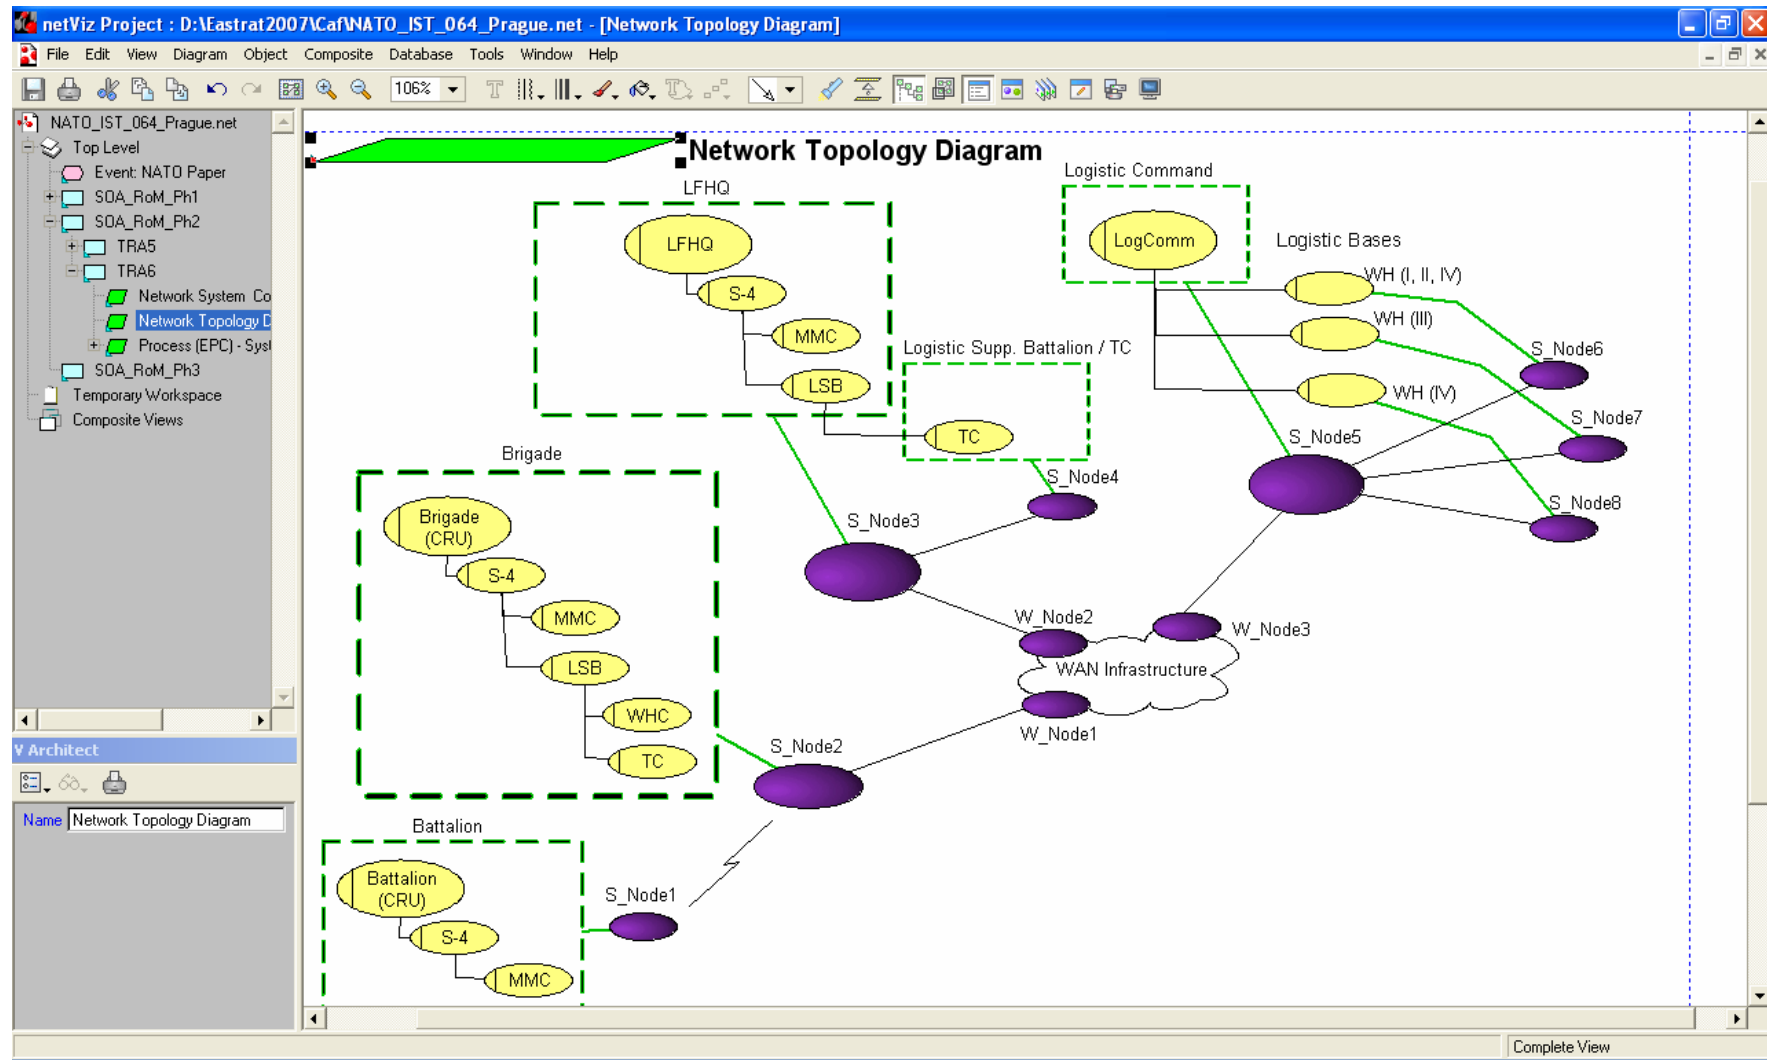 netViz Project : D:\Eastrat2007\Caf\NATO_IST_064_Prague.net - [Network Topology Diagram]
File Edit View Diagram Object Composite Database Tools Window Help
106%
NATO_IST_064_Prague.net
Top Level
Event: NATO Paper
SOA_RoM_Ph1
SOA_RoM_Ph2
TRA5
TRA6
Network System Co
Network Topology D
Process (EPC) - Syst
SOA_RoM_Ph3
Temporary Workspace
Composite Views
V Architect
Name Network Topology Diagram
Network Topology Diagram
LFHQ
LFHQ
S-4
MMC
LSB
Logistic Supp. Battalion / TC
TC
Logistic Command
LogComm
Logistic Bases
WH (I, II, IV)
WH (III)
WH (IV)
S_Node6
S_Node7
S_Node5
S_Node8
S_Node4
S_Node3
Brigade
Brigade
(CRU)
S-4
MMC
LSB
WHC
TC
W_Node2
W_Node3
WAN Infrastructure
W_Node1
S_Node2
Battalion
Battalion
(CRU)
S-4
MMC
S_Node1
Complete View